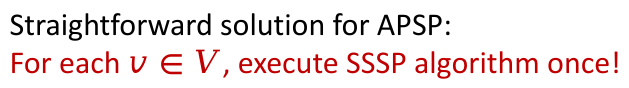 Straightforward solution for APSP:
For each v ∈ V, execute SSSP algorithm once!